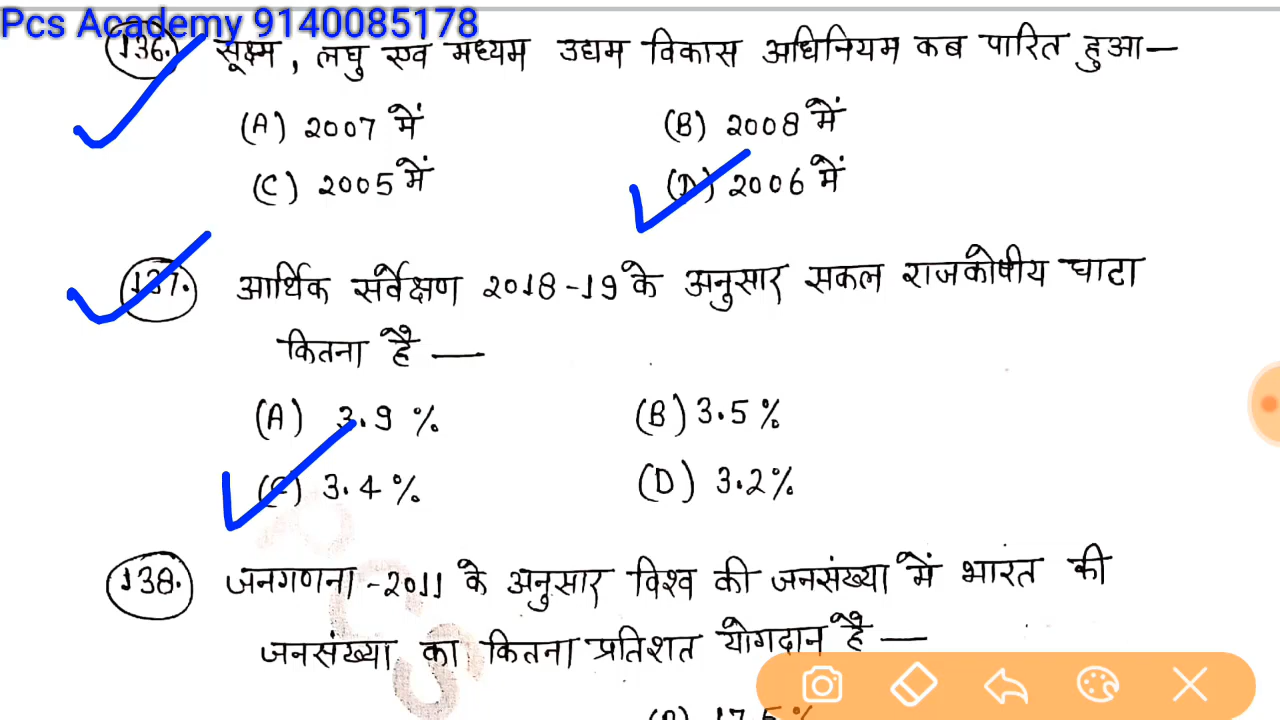 Pcs Academy 9140085178
136. सूक्ष्म, लघु एवं मध्यम उद्यम विकास अधिनियम कब पारित हुआ—
(A) 2007 में (B) 2008 में
(C) 2005 में (D) 2006 में
137. आर्थिक सर्वेक्षण 2018-19 के अनुसार सकल राजकोषीय घाटा
कितना है —
(A) 3.9 % (B) 3.5 %
(C) 3.4 % (D) 3.2 %
138. जनगणना-2011 के अनुसार विश्व की जनसंख्या में भारत की
जनसंख्या का कितना प्रतिशत योगदान है —
17.5 %